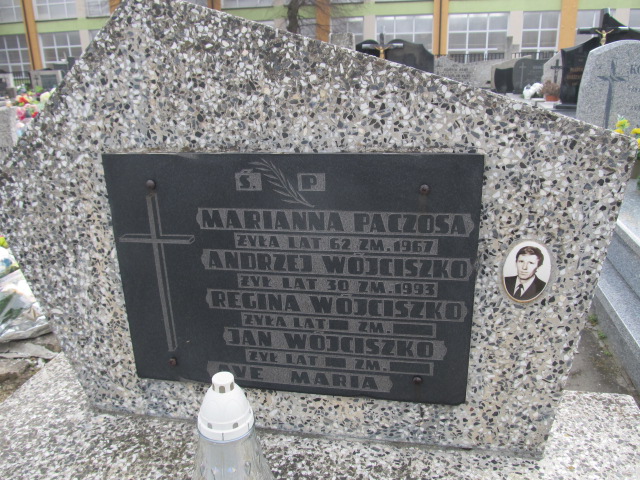 Ś. P
MARIANNA PACZOSA
ŻYŁA LAT 62 ZM. 1967
ANDRZEJ WÓJCISZKO
ŻYŁ LAT 30 ZM. 1993
REGINA WÓJCISZKO
ŻYŁA LAT ZM.
JAN WÓJCISZKO
ŻYŁ LAT ZM.
AVE MARIA